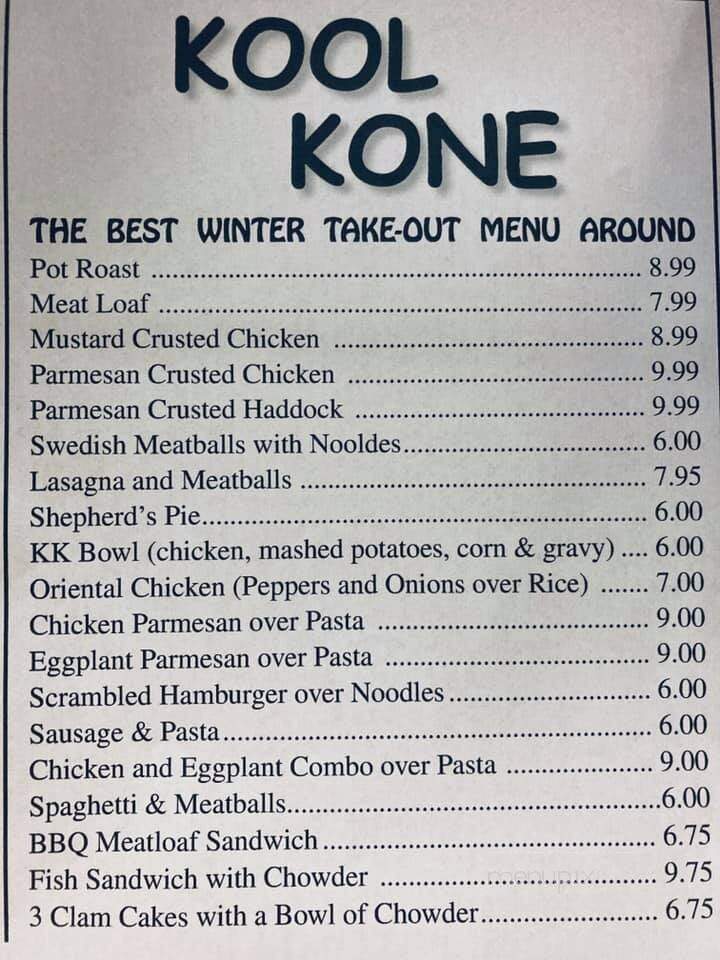 KOOL
KONE
THE BEST WINTER TAKE-OUT MENU AROUND
Pot Roast ........................................................................ 8.99
Meat Loaf ....................................................................... 7.99
Mustard Crusted Chicken ............................................. 8.99
Parmesan Crusted Chicken ........................................... 9.99
Parmesan Crusted Haddock .......................................... 9.99
Swedish Meatballs with Nooldes................................... 6.00
Lasagna and Meatballs .................................................. 7.95
Shepherd's Pie................................................................. 6.00
KK Bowl (chicken, mashed potatoes, corn & gravy) .... 6.00
Oriental Chicken (Peppers and Onions over Rice) ....... 7.00
Chicken Parmesan over Pasta ....................................... 9.00
Eggplant Parmesan over Pasta ...................................... 9.00
Scrambled Hamburger over Noodles ............................. 6.00
Sausage & Pasta.............................................................. 6.00
Chicken and Eggplant Combo over Pasta ..................... 9.00
Spaghetti & Meatballs.....................................................6.00
BBQ Meatloaf Sandwich ................................................ 6.75
Fish Sandwich with Chowder ........................................ 9.75
3 Clam Cakes with a Bowl of Chowder.......................... 6.75